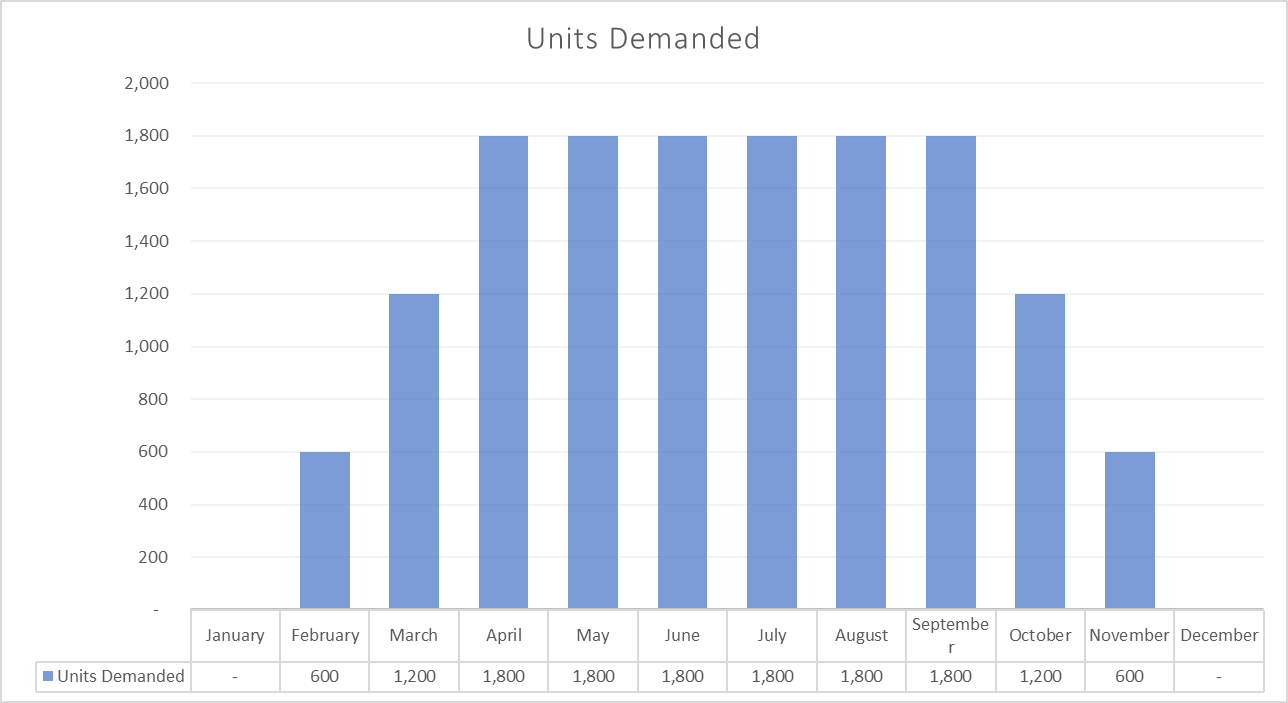 Units Demanded
2,000
1,800
1,600
1,400
1,200
1,000
800
600
400
200
-
January February March April May June July August Septembe
r October November December
Units Demanded - 600 1,200 1,800 1,800 1,800 1,800 1,800 1,800 1,200 600 -